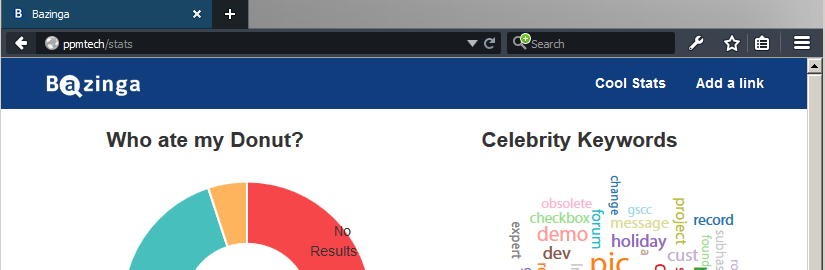 Bazinga
ppmtech/stats
Search
Bazinga
Cool Stats
Add a link
Who ate my Donut?
Celebrity Keywords
No
Results
change
obsolete
gscc
project
checkbox
forum
message
record
expert
demo
holiday
found
subhas
dev
a
cust
pic